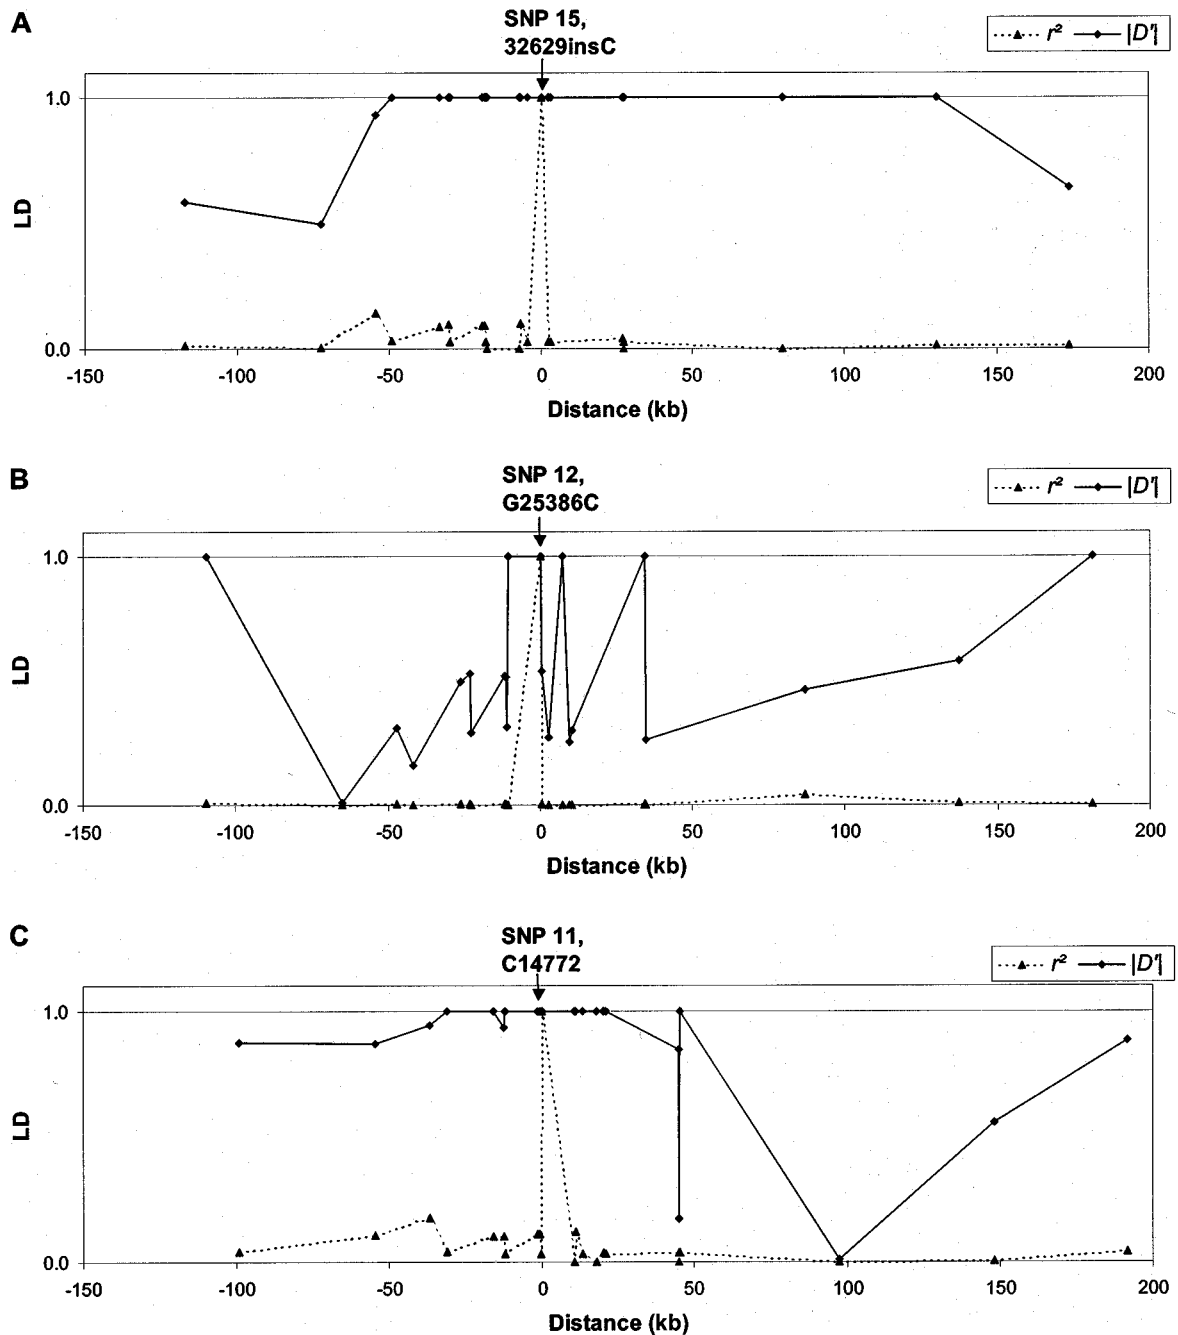 A
SNP 15,
32629insC
r² |D'|
1.0
LD
0.0
-150 -100 -50 0 50 100 150 200
Distance (kb)
B
SNP 12,
G25386C
r² |D'|
1.0
LD
0.0
-150 -100 -50 0 50 100 150 200
Distance (kb)
C
SNP 11,
C14772
r² |D'|
1.0
LD
0.0
-150 -100 -50 0 50 100 150 200
Distance (kb)